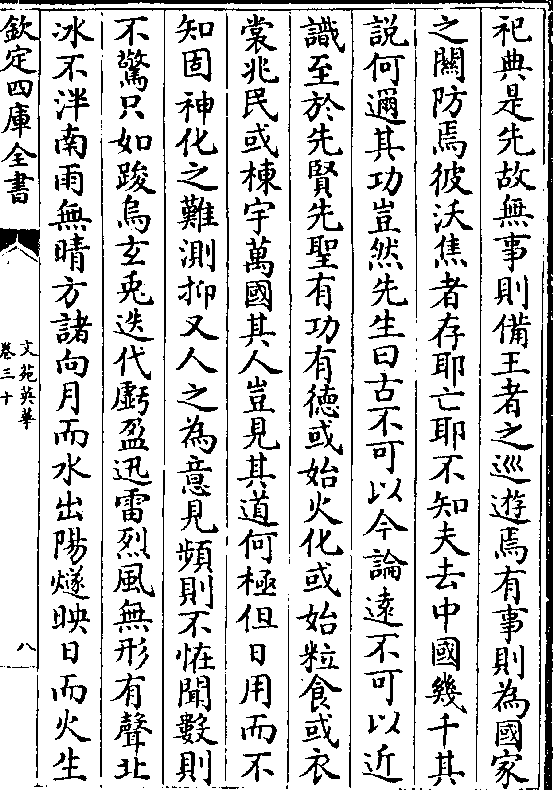 祀典是先故無事則備王者之巡遊焉有事則為國家
之關防焉彼沃焦者存耶亡耶不知夫去中國幾千其
説何邇其功豈然先生曰古不可以今論逺不可以近
識至於先賢先聖有功有徳或始火化或始粒食或衣
裳兆民或棟宇萬國其人豈見其道何極但日用而不
知固神化之難測抑又人之為意見頻則不恠聞數則
不驚只如踆烏玄兎迭代虧盈迅雷烈風無形有聲北
冰不泮南雨無晴方諸向月而水出陽燧映日而火生
欽定四庫全書
文苑英華
卷三十
八